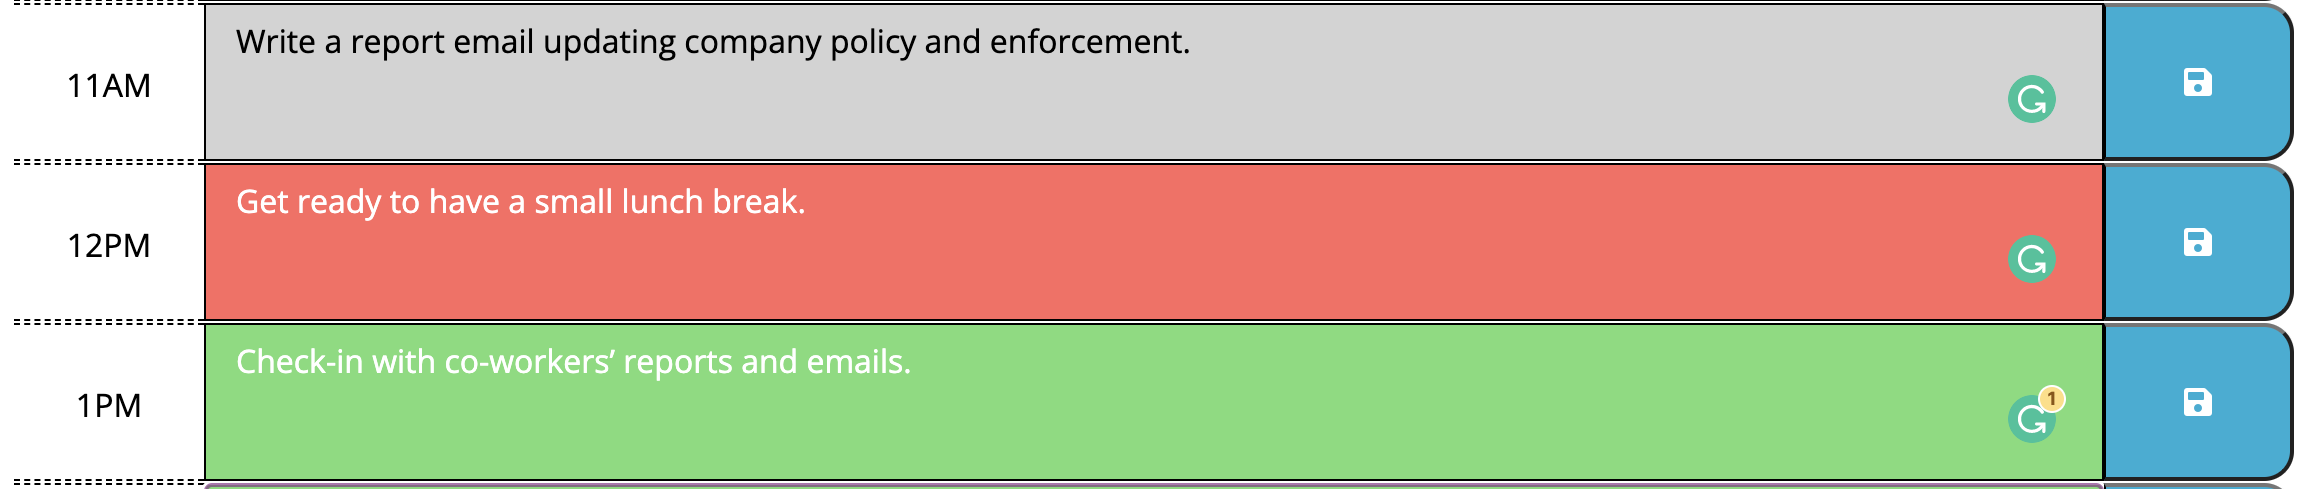 Write a report email updating company policy and enforcement.
11AM
Get ready to have a small lunch break.
12PM
Check-in with co-workers’ reports and emails.
1PM
1